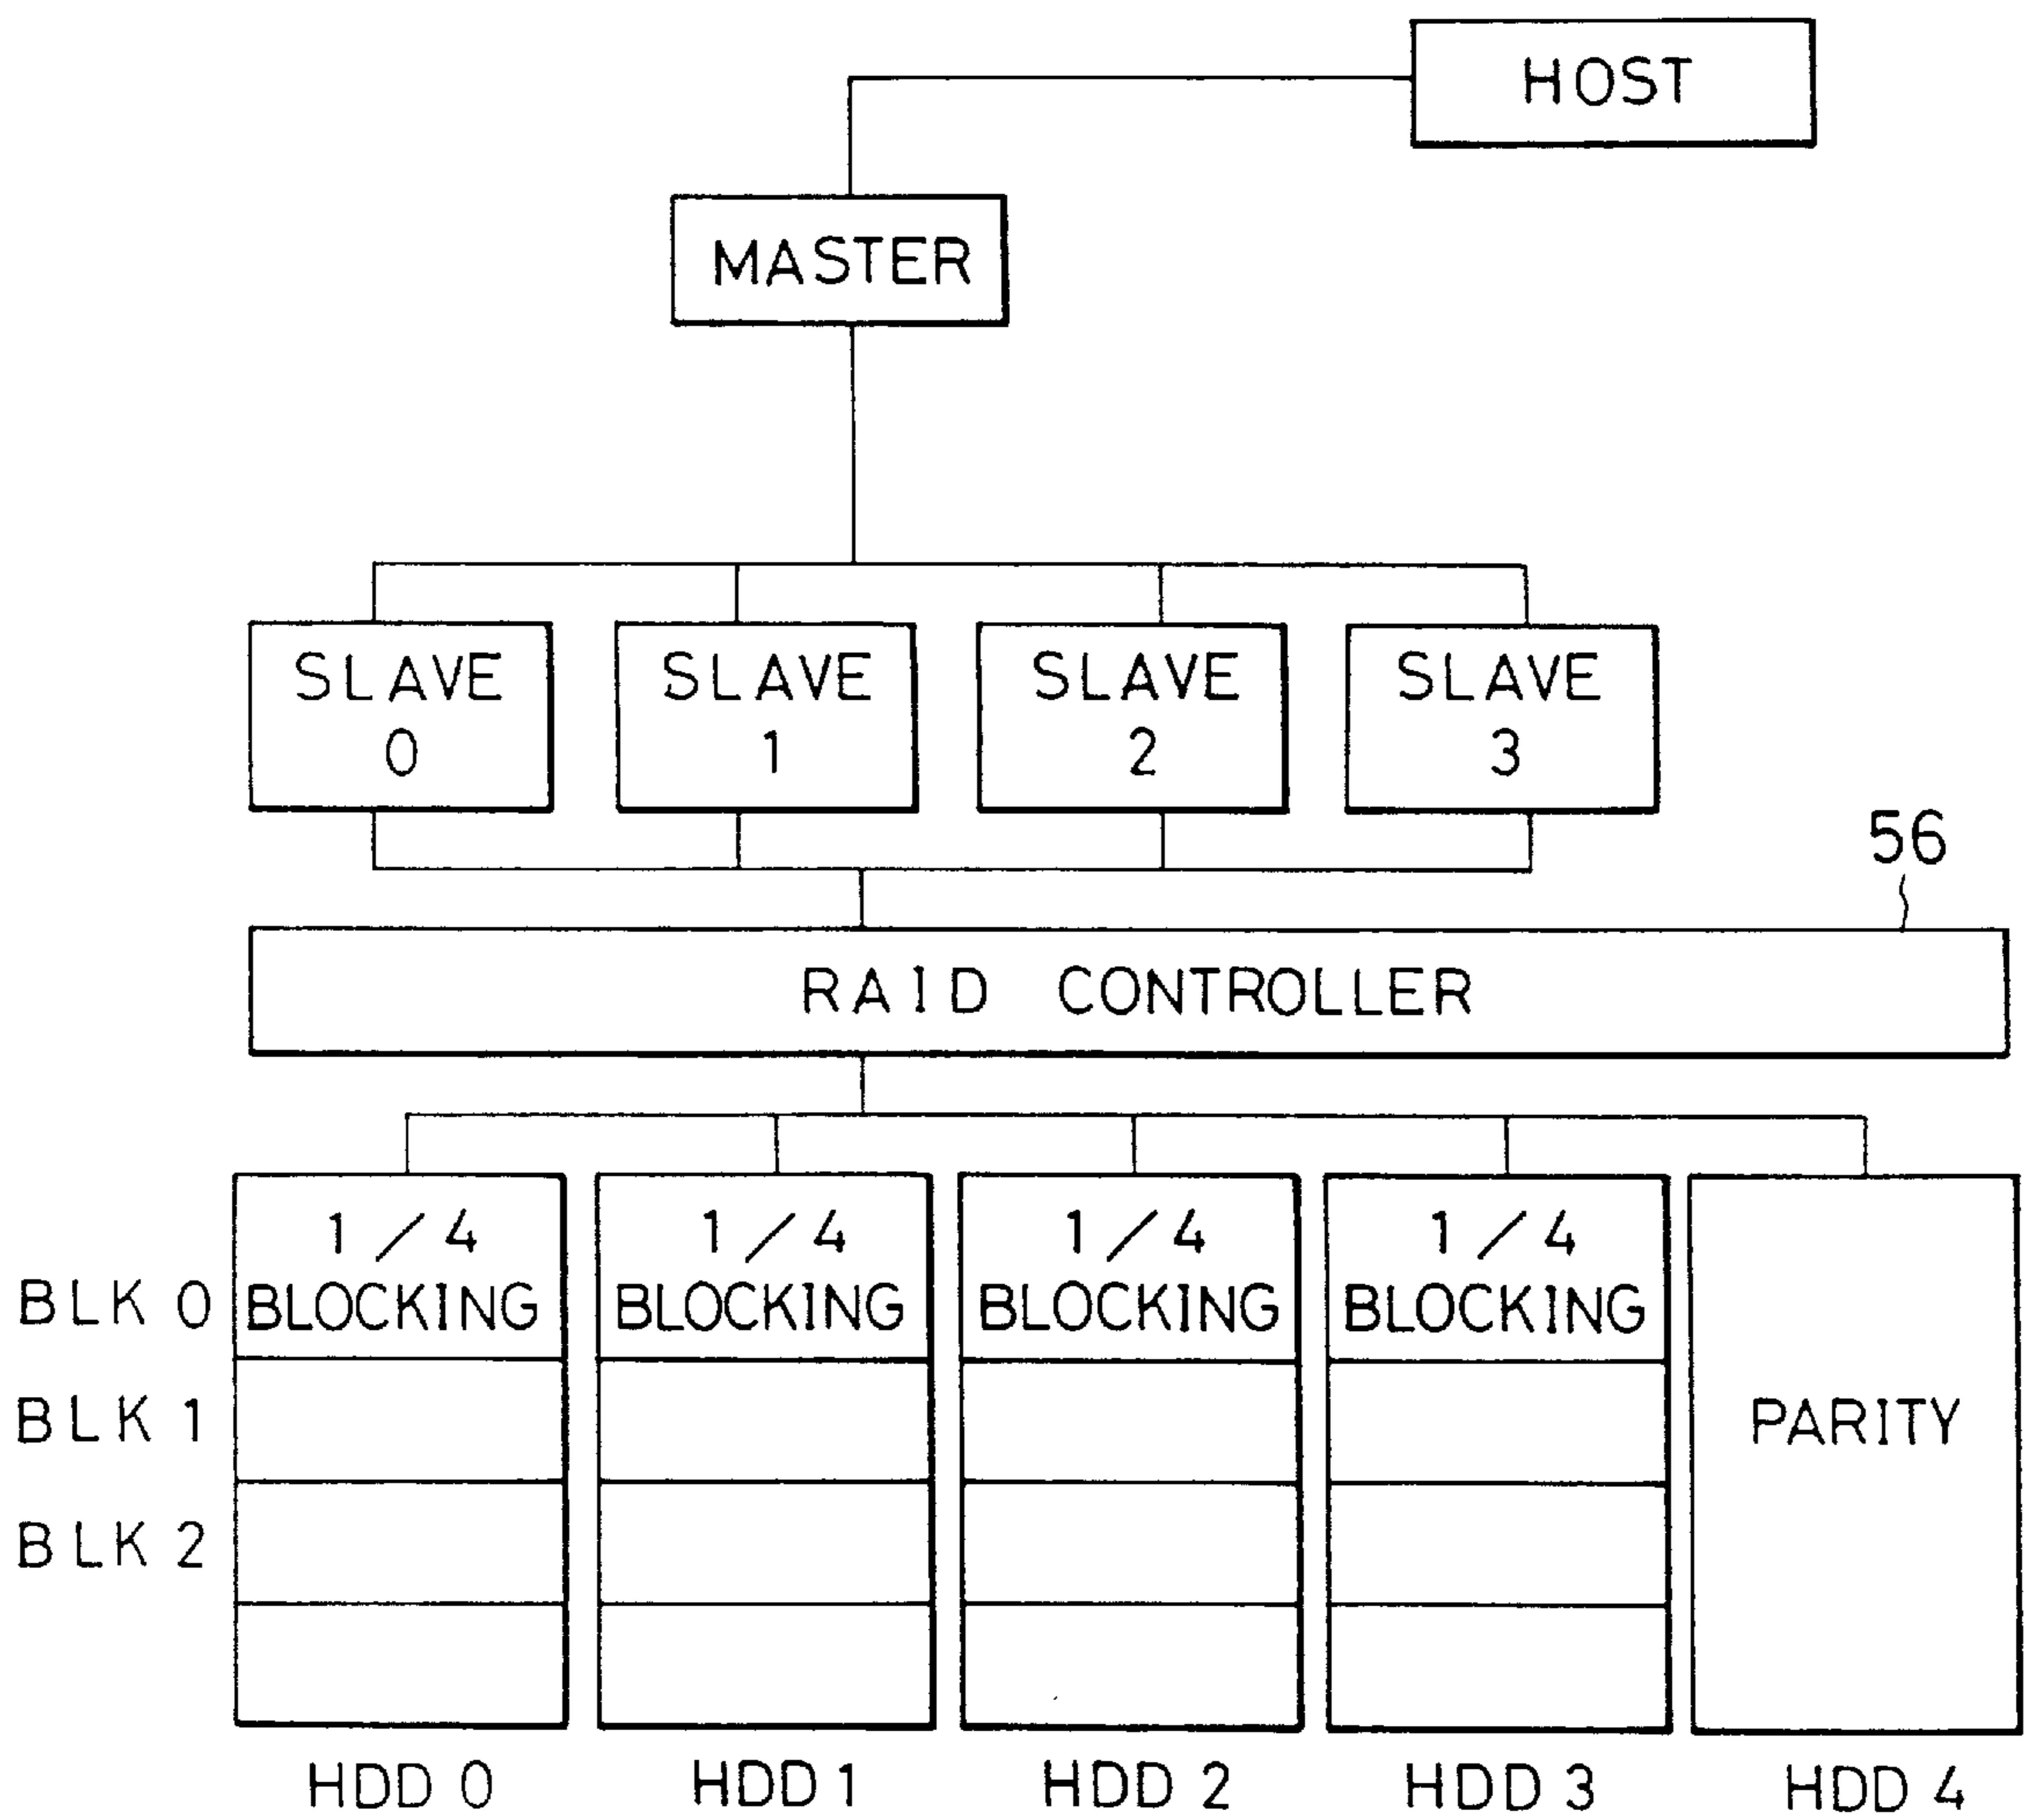 HOST
MASTER
SLAVE 0
SLAVE 1
SLAVE 2
SLAVE 3
56
RAID CONTROLLER
1/4 BLOCKING
1/4 BLOCKING
1/4 BLOCKING
1/4 BLOCKING
BLK 0
BLK 1
PARITY
BLK 2
HDD 0
HDD 1
HDD 2
HDD 3
HDD 4